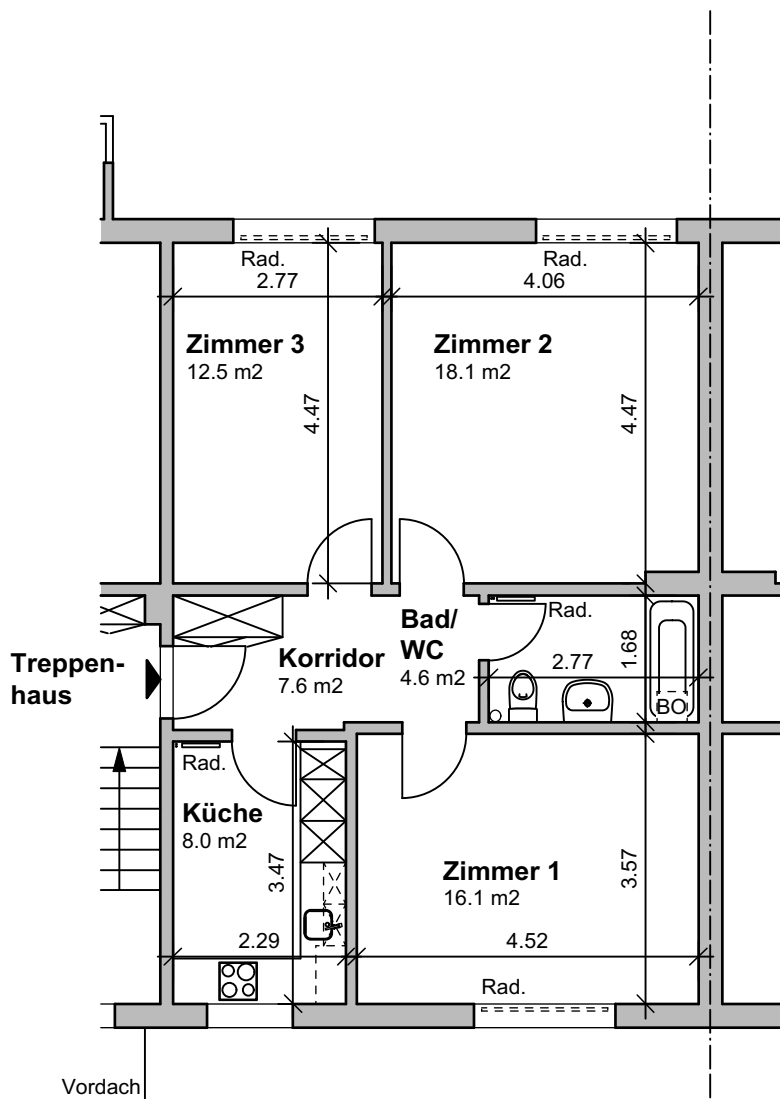 Rad.
2.77
Rad.
4.06
Zimmer 3
12.5 m2
Zimmer 2
18.1 m2
4.47
4.47
Treppen-
haus
Korridor
7.6 m2
Bad/
WC
4.6 m2
Rad.
2.77
1.68
BO
Rad.
Küche
8.0 m2
3.47
2.29
Zimmer 1
16.1 m2
3.57
4.52
Rad.
Vordach